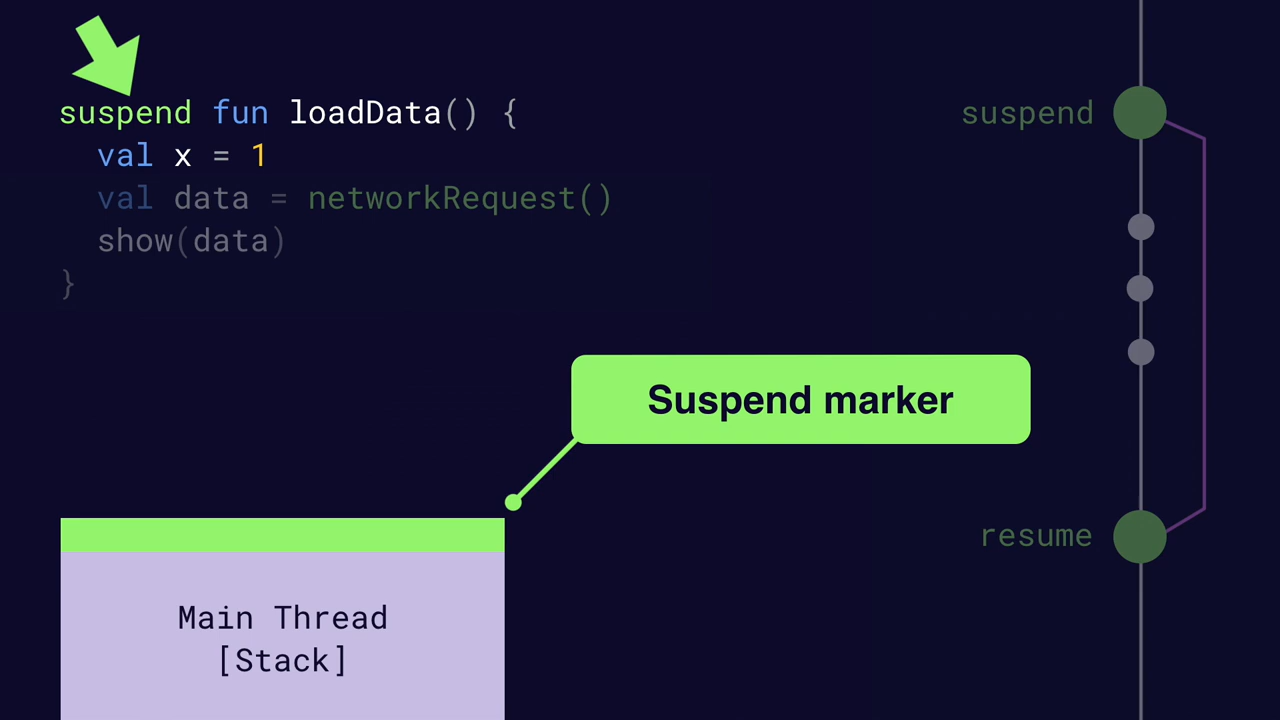 suspend fun loadData() {
  val x = 1
  val data = networkRequest()
  show(data)
}
suspend
Suspend marker
resume
Main Thread
[Stack]